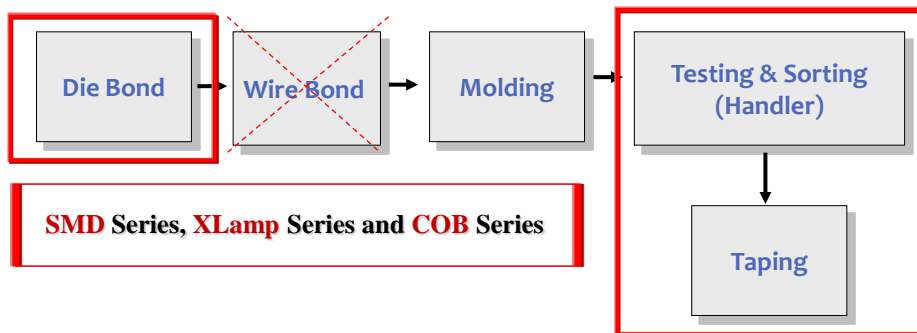 Die Bond
Wire Bond
Molding
Testing & Sorting
(Handler)
SMD Series, XLamp Series and COB Series
Taping